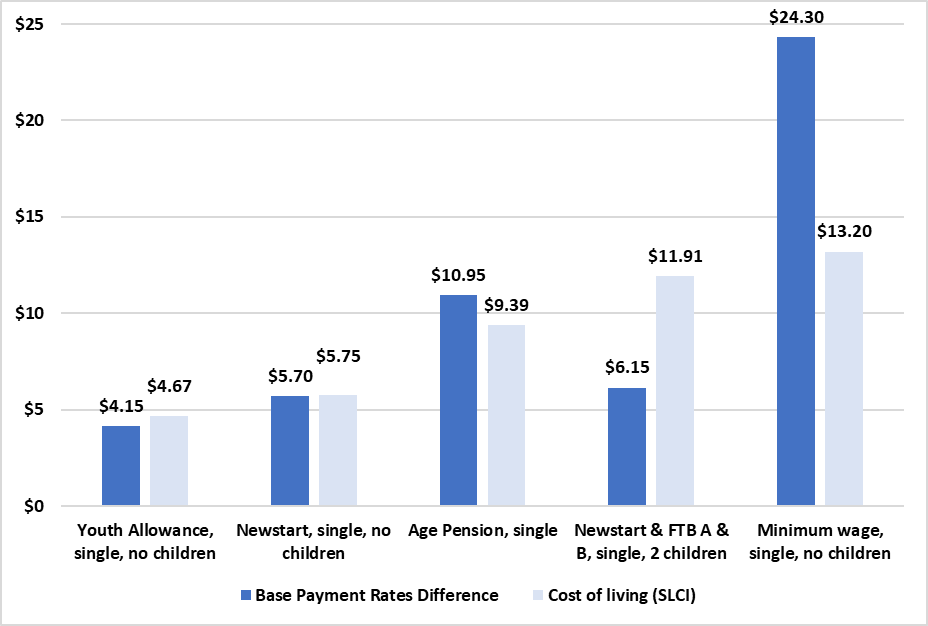 $25
$20
$15
$10
$5
$0
$4.15
$4.67
$5.70
$5.75
$10.95
$9.39
$6.15
$11.91
$24.30
$13.20
Youth Allowance,
single, no children
Newstart, single, no
children
Age Pension, single
Newstart & FTB A &
B, single, 2 children
Minimum wage,
single, no children
Base Payment Rates Difference
Cost of living (SLCI)